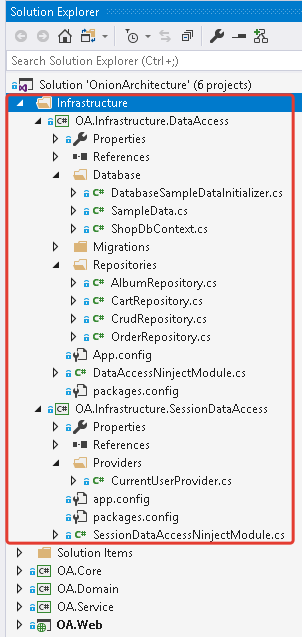 Solution Explorer
Search Solution Explorer (Ctrl+;)
Solution 'OnionArchitecture' (6 projects)
Infrastructure
C# OA.Infrastructure.DataAccess
Properties
References
Database
C# DatabaseSampleDataInitializer.cs
C# SampleData.cs
C# ShopDbContext.cs
Migrations
Repositories
C# AlbumRepository.cs
C# CartRepository.cs
C# CrudRepository.cs
C# OrderRepository.cs
App.config
C# DataAccessNinjectModule.cs
packages.config
C# OA.Infrastructure.SessionDataAccess
Properties
References
Providers
C# CurrentUserProvider.cs
app.config
packages.config
C# SessionDataAccessNinjectModule.cs
Solution Items
C# OA.Core
C# OA.Domain
C# OA.Service
OA.Web